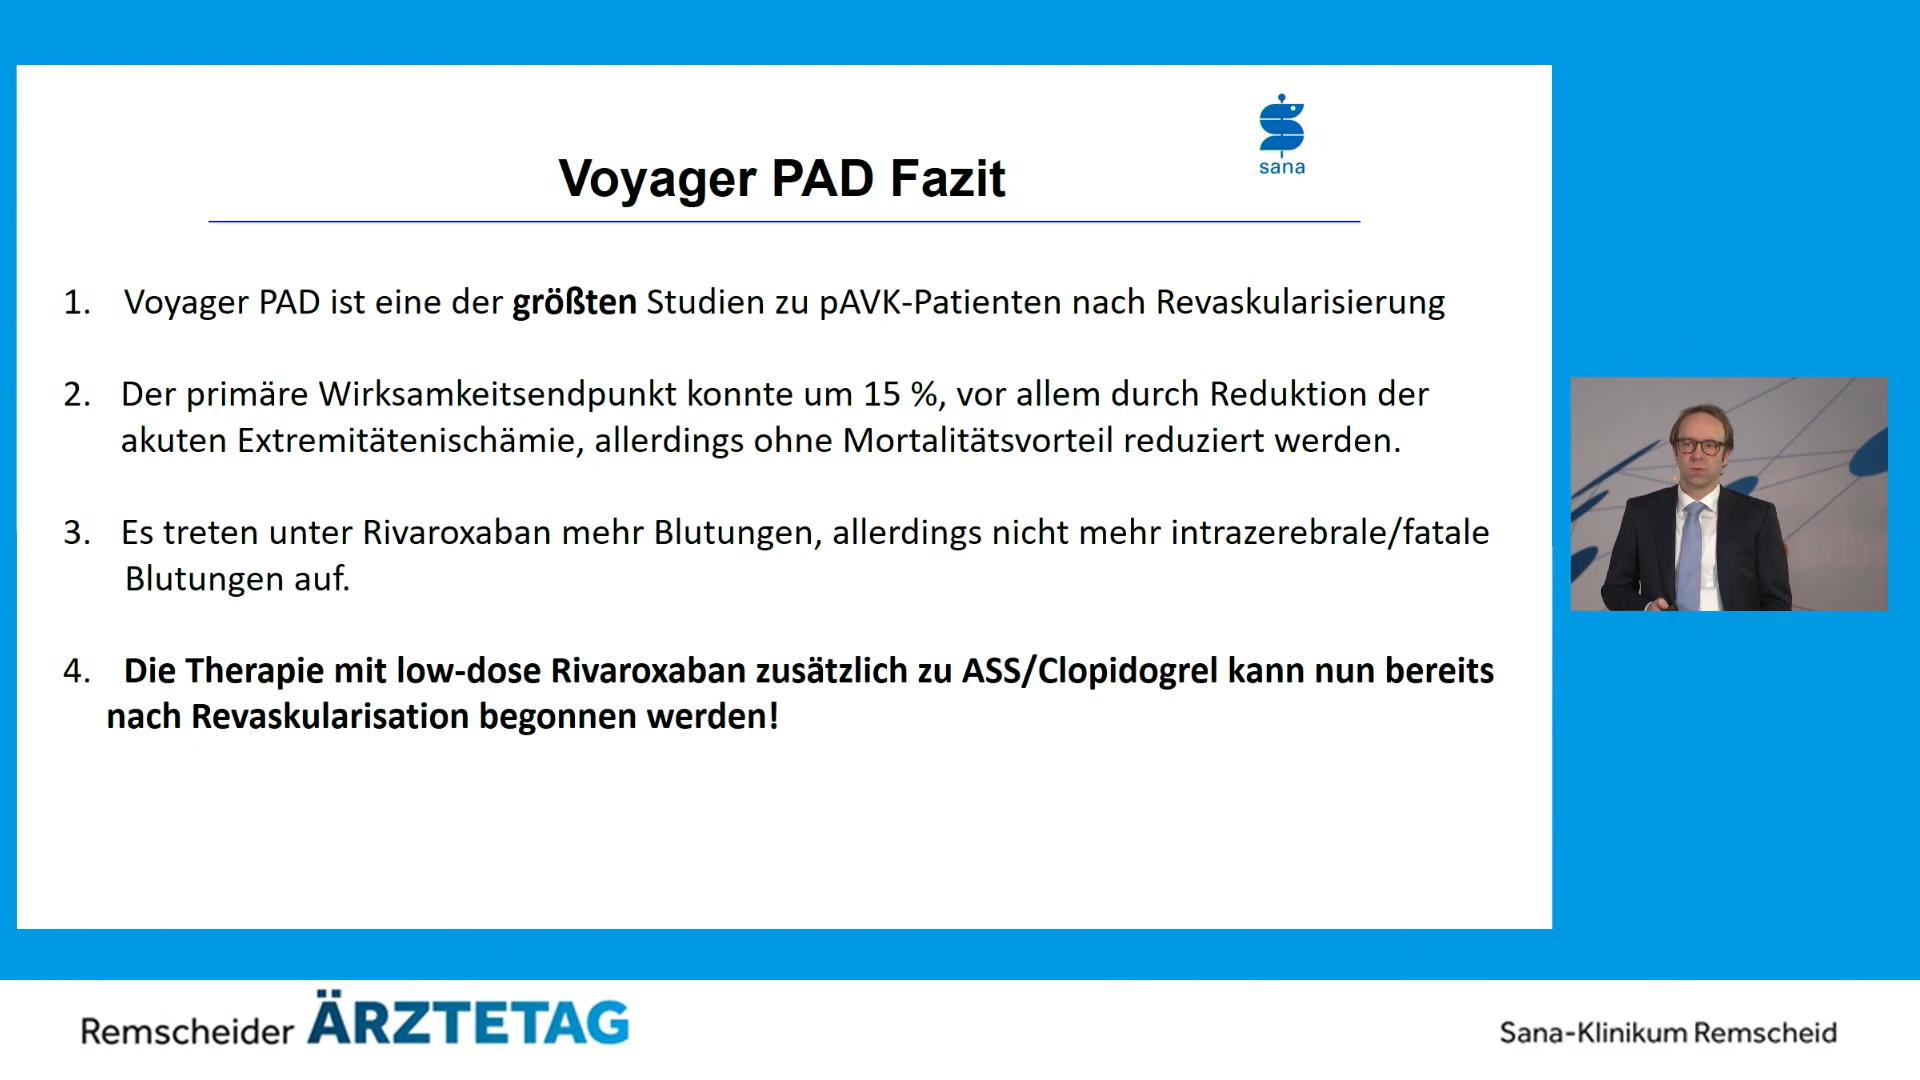 sana
Voyager PAD Fazit
1. Voyager PAD ist eine der größten Studien zu pAVK-Patienten nach Revaskularisierung
2. Der primäre Wirksamkeitsendpunkt konnte um 15 %, vor allem durch Reduktion der
akuten Extremitätenischämie, allerdings ohne Mortalitätsvorteil reduziert werden.
3. Es treten unter Rivaroxaban mehr Blutungen, allerdings nicht mehr intrazerebrale/fatale
Blutungen auf.
4. Die Therapie mit low-dose Rivaroxaban zusätzlich zu ASS/Clopidogrel kann nun bereits
nach Revaskularisation begonnen werden!
Remscheider ÄRZTETAG
Sana-Klinikum Remscheid